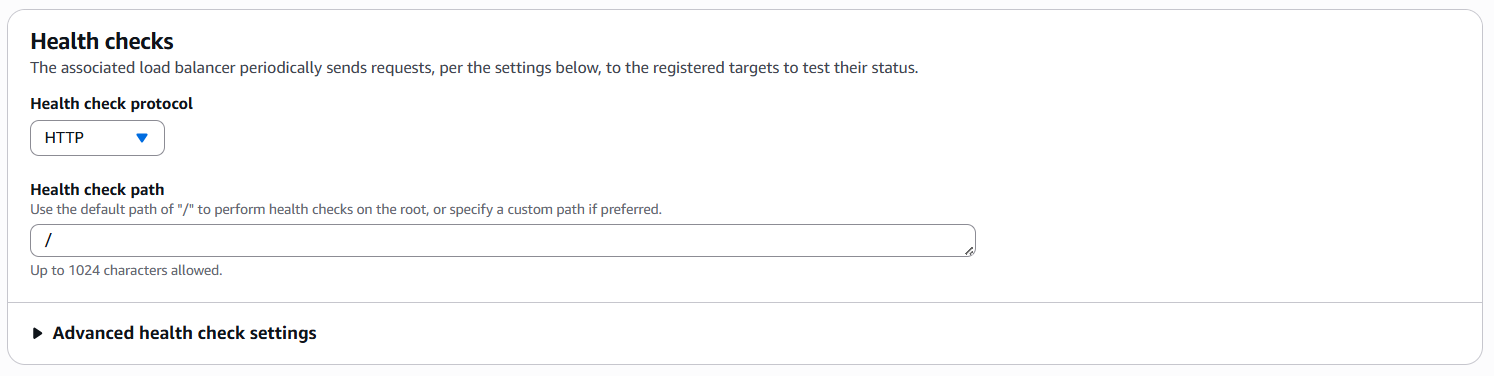 Health checks
The associated load balancer periodically sends requests, per the settings below, to the registered targets to test their status.
Health check protocol
HTTP
Health check path
Use the default path of "/" to perform health checks on the root, or specify a custom path if preferred.
/
Up to 1024 characters allowed.
Advanced health check settings